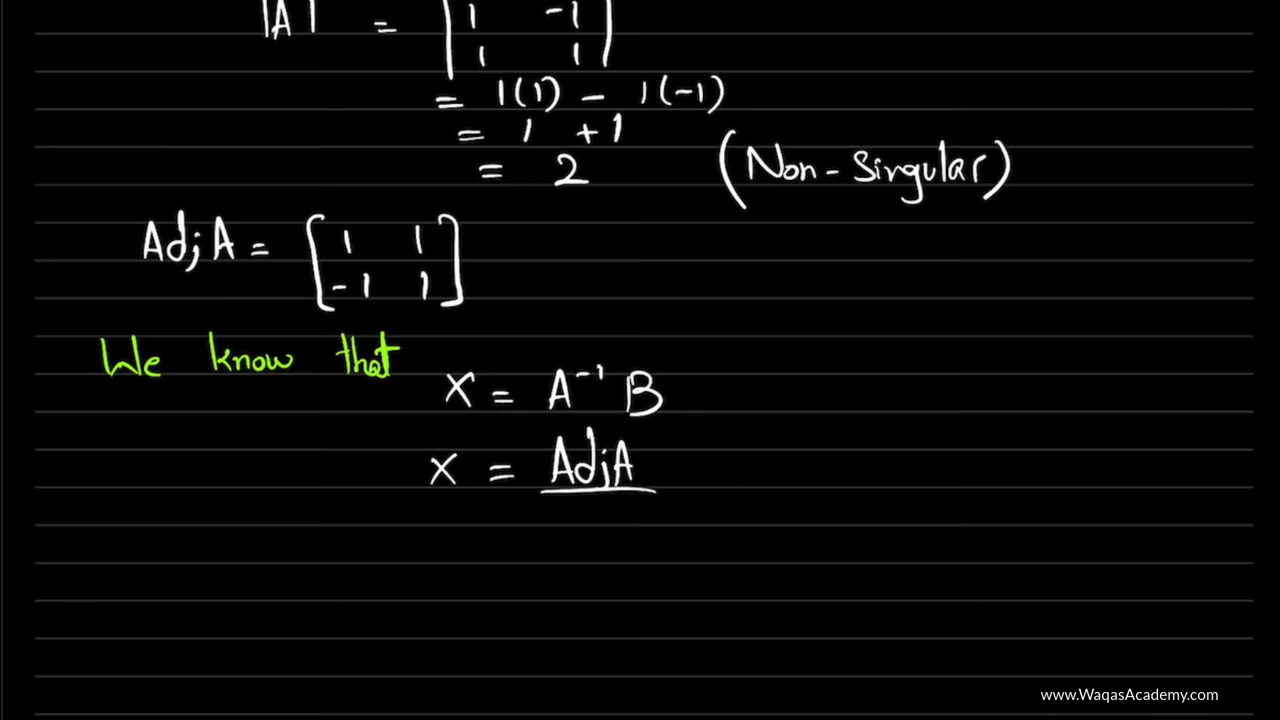 |A| = | 1 -1 |
| 1 1 |
= 1(1) - 1(-1)
= 1 +1
= 2 (Non-Singular)
Adj A = [ 1 1
-1 1 ]
We know that
X = A⁻¹ B
X = AdjA
www.WaqasAcademy.com